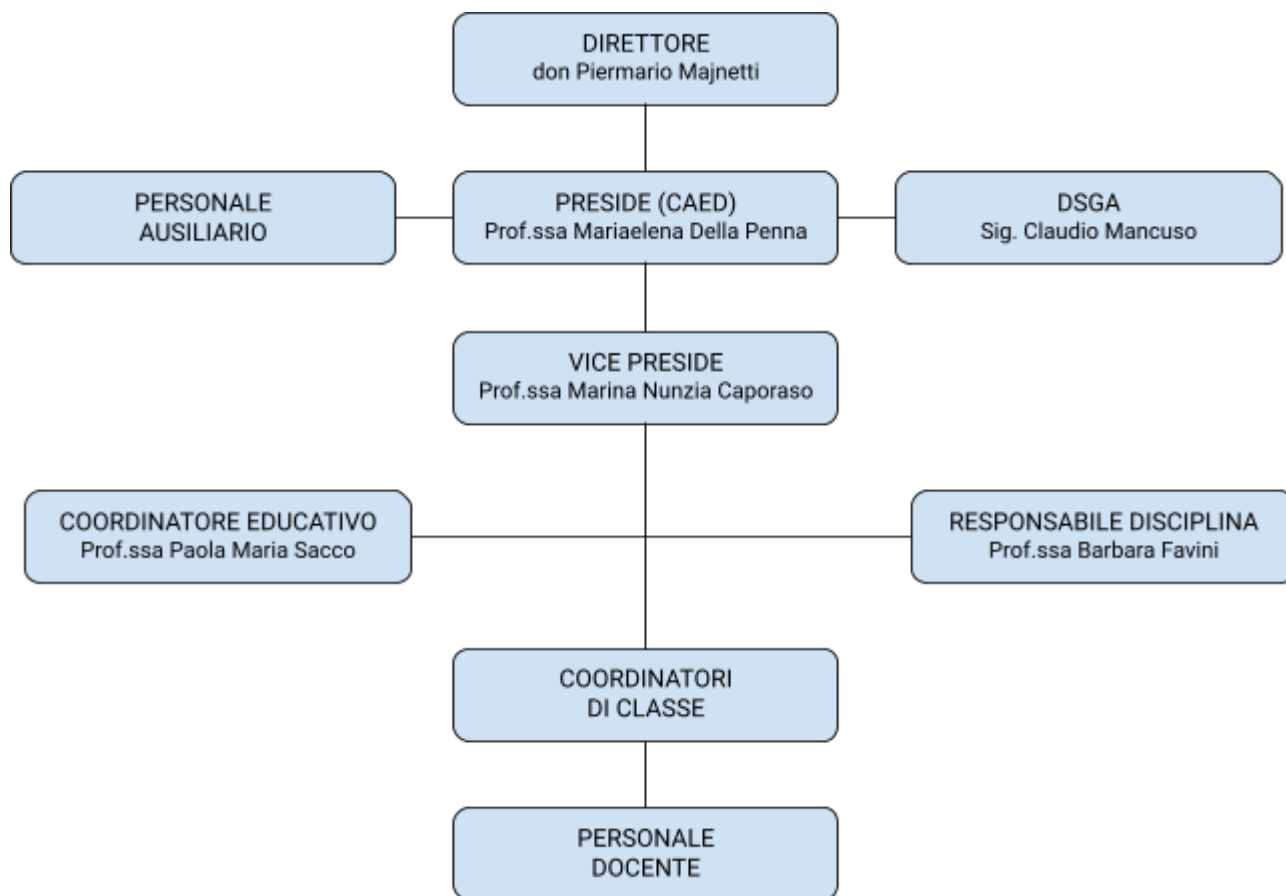 DIRETTORE
don Piermario Majnetti
PERSONALE
AUSILIARIO
PRESIDE (CAED)
Prof.ssa Mariaelena Della Penna
DSGA
Sig. Claudio Mancuso
VICE PRESIDE
Prof.ssa Marina Nunzia Caporaso
COORDINATORE EDUCATIVO
Prof.ssa Paola Maria Sacco
RESPONSABILE DISCIPLINA
Prof.ssa Barbara Favini
COORDINATORI
DI CLASSE
PERSONALE
DOCENTE